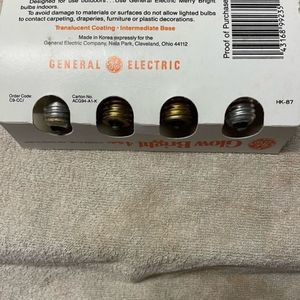 Designed for use outdoors. . . Use General Electric Merry Bright
bulbs indoors.
To avoid damage to materials or surfaces do not allow lighted bulbs
to contact carpeting, draperies, furniture or plastic decorations.
Translucent Coating • Intermediate Base
Made in Korea expressly for the
General Electric Company, Nela Park, Cleveland, Ohio 44112
GENERAL ELECTRIC
Proof of Purchase
Order Code:
C9-CC/
Carton No.
HK-87
Glow Bright